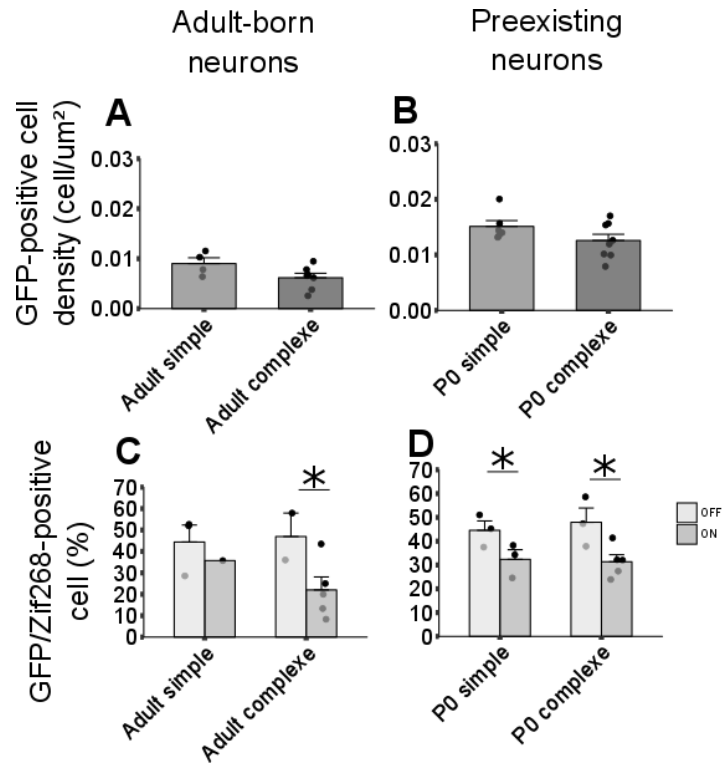 Adult-born
neurons
Preexisting
neurons
GFP-positive cell
density (cell/um²)
A
0.03
0.02
0.01
0.00
Adult simple
Adult complexe
B
0.03
0.02
0.01
0.00
P0 simple
P0 complexe
GFP/Zif268-positive
cell (%)
C
70
60
50
40
30
20
10
0
*
Adult simple
Adult complexe
D
70
60
50
40
30
20
10
0
*
*
P0 simple
P0 complexe
OFF
ON